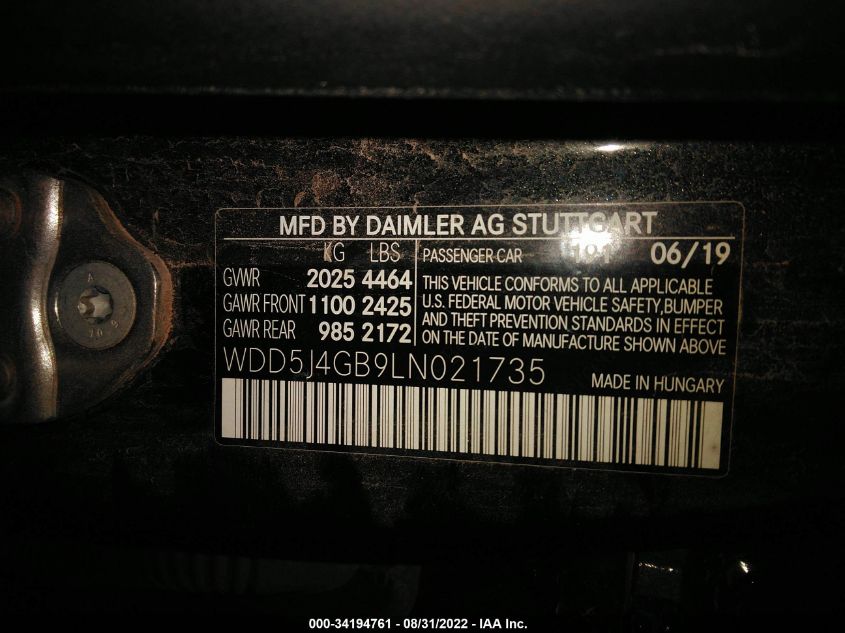 MFD BY DAIMLER AG STUTTGART
KG LBS PASSENGER CAR 06/19
GVWR 2025 4464
GAWR FRONT 1100 2425
GAWR REAR 985 2172
THIS VEHICLE CONFORMS TO ALL APPLICABLE
U.S. FEDERAL MOTOR VEHICLE SAFETY, BUMPER
AND THEFT PREVENTION STANDARDS IN EFFECT
ON THE DATE OF MANUFACTURE SHOWN ABOVE
WDD5J4GB9LN021735
MADE IN HUNGARY
000-34194761 - 08/31/2022 - IAA Inc.